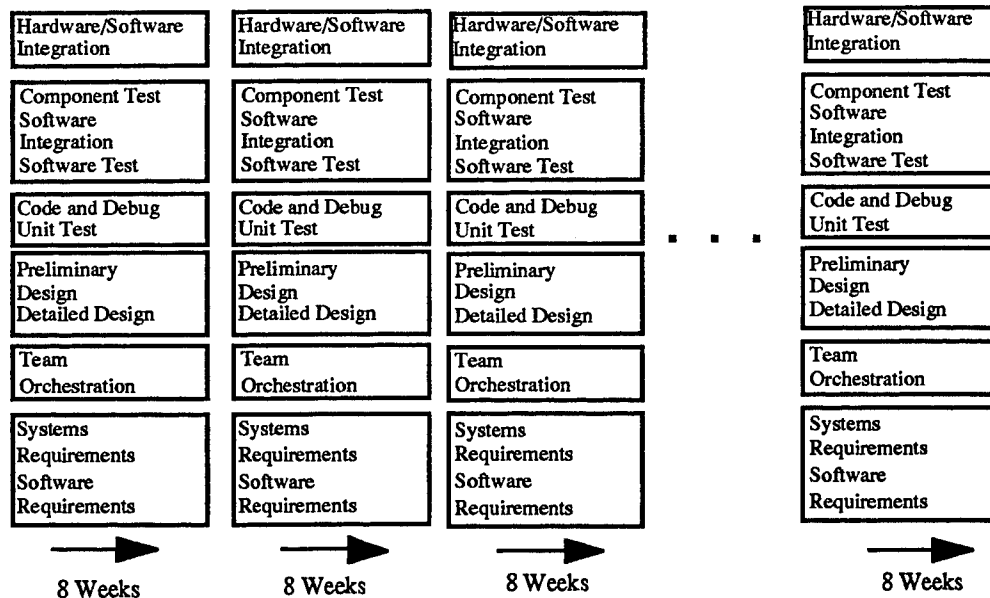 Hardware/Software
Integration
Component Test
Software
Integration
Software Test
Code and Debug
Unit Test
Preliminary
Design
Detailed Design
Team
Orchestration
Systems
Requirements
Software
Requirements
8 Weeks
Hardware/Software
Integration
Component Test
Software
Integration
Software Test
Code and Debug
Unit Test
Preliminary
Design
Detailed Design
Team
Orchestration
Systems
Requirements
Software
Requirements
8 Weeks
Hardware/Software
Integration
Component Test
Software
Integration
Software Test
Code and Debug
Unit Test
Preliminary
Design
Detailed Design
Team
Orchestration
Systems
Requirements
Software
Requirements
8 Weeks
. . .
Hardware/Software
Integration
Component Test
Software
Integration
Software Test
Code and Debug
Unit Test
Preliminary
Design
Detailed Design
Team
Orchestration
Systems
Requirements
Software
Requirements
8 Weeks